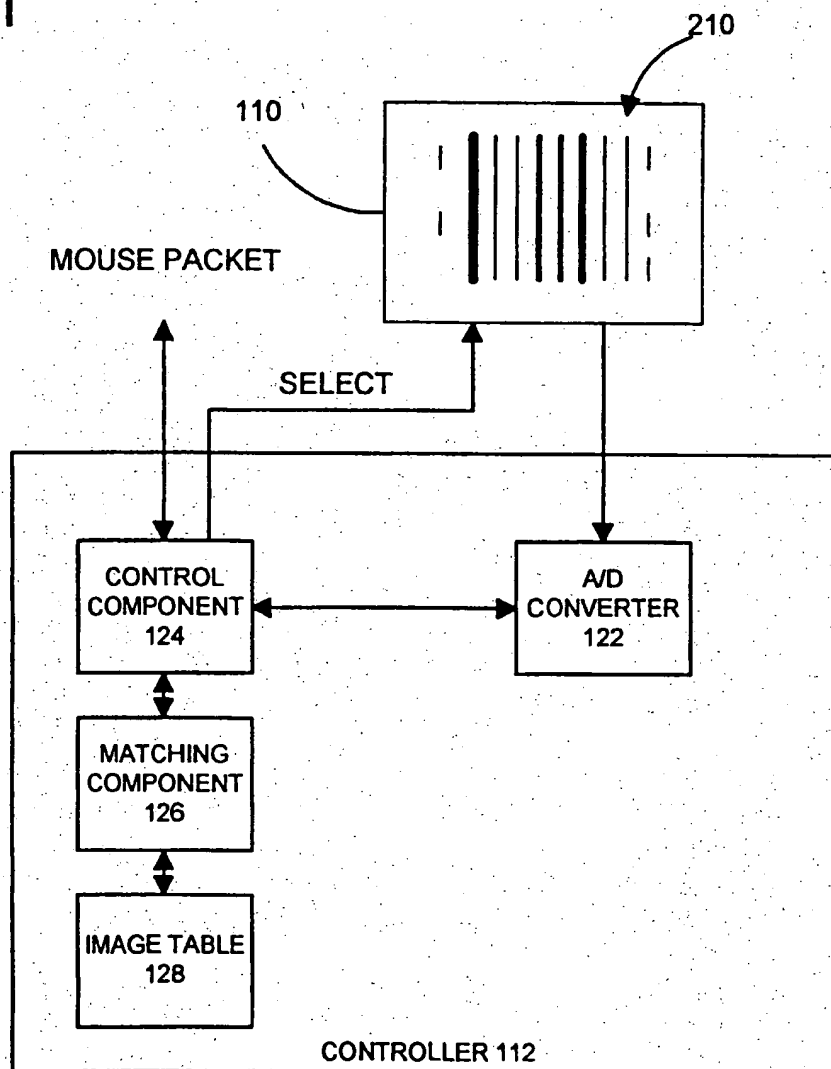 210
110
MOUSE PACKET
SELECT
CONTROL
COMPONENT
124
A/D
CONVERTER
122
MATCHING
COMPONENT
126
IMAGE TABLE
128
CONTROLLER 112